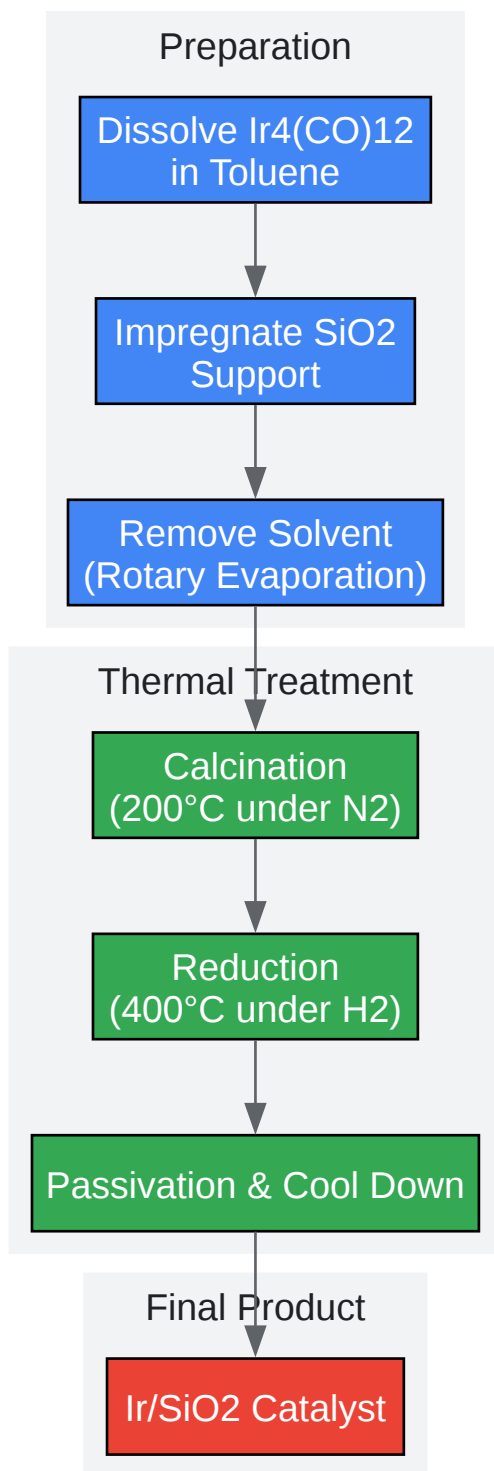 Preparation
Dissolve Ir4(CO)12
in Toluene
Impregnate SiO2
Support
Remove Solvent
(Rotary Evaporation)
Thermal Treatment
Calcination
(200°C under N2)
Reduction
(400°C under H2)
Passivation & Cool Down
Final Product
Ir/SiO2 Catalyst